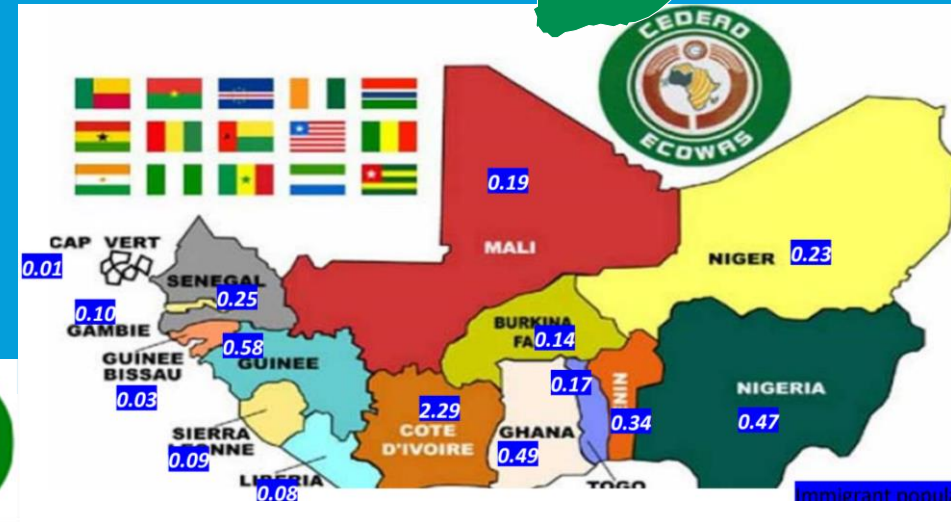 CEDEAO
ECOWAS
0.19
MALI
CAP VERT
0.01
NIGER 0.23
SENEGAL
0.25
0.10
GAMBIE
BURKINA
0.14
0.58
GUINEE
GUINEE
BISSAU
0.03
0.17
NIGERIA
0.47
2.29
COTE
D'IVOIRE
GHANA
0.49
0.34
SIERRA
0.09
0.08
TOGO
Immigrant